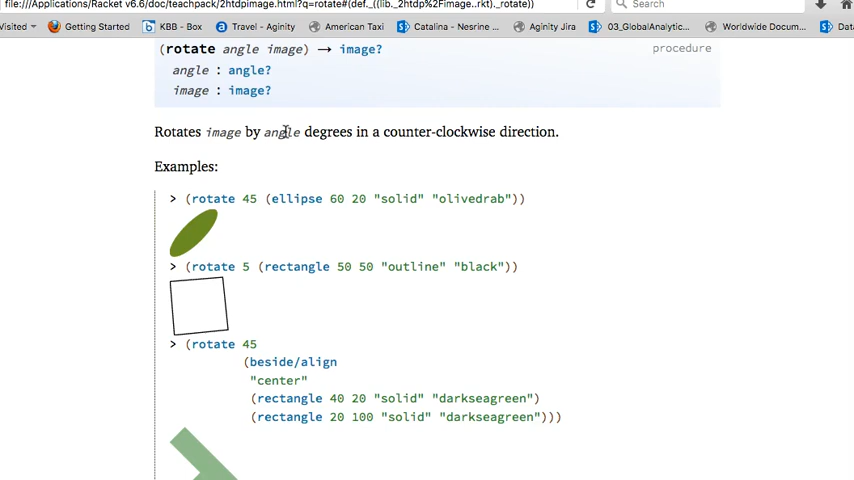 file:///Applications/Racket v6.6/doc/teachpack/2htdpimage.html?q=rotate#(def._((lib._2htdp%2Fimage..rkt)._rotate))
Search
Visited
Getting Started
KBB - Box
Travel - Aginity
American Taxi
Catalina - Nesrine ...
Aginity Jira
03_GlobalAnalytic...
Worldwide Docum...
Data
(rotate angle image) → image?
procedure
angle : angle?
image : image?
Rotates image by angle degrees in a counter-clockwise direction.
Examples:
> (rotate 45 (ellipse 60 20 "solid" "olivedrab"))
> (rotate 5 (rectangle 50 50 "outline" "black"))
> (rotate 45
(beside/align
"center"
(rectangle 40 20 "solid" "darkseagreen")
(rectangle 20 100 "solid" "darkseagreen")))